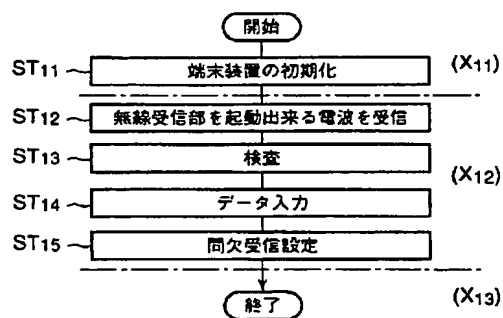 開始
ST11 端末装置の初期化 (X11)
ST12 無線受信部を起動出来る電波を受信
ST13 検査 (X12)
ST14 データ入力
ST15 間欠受信設定
終了 (X13)